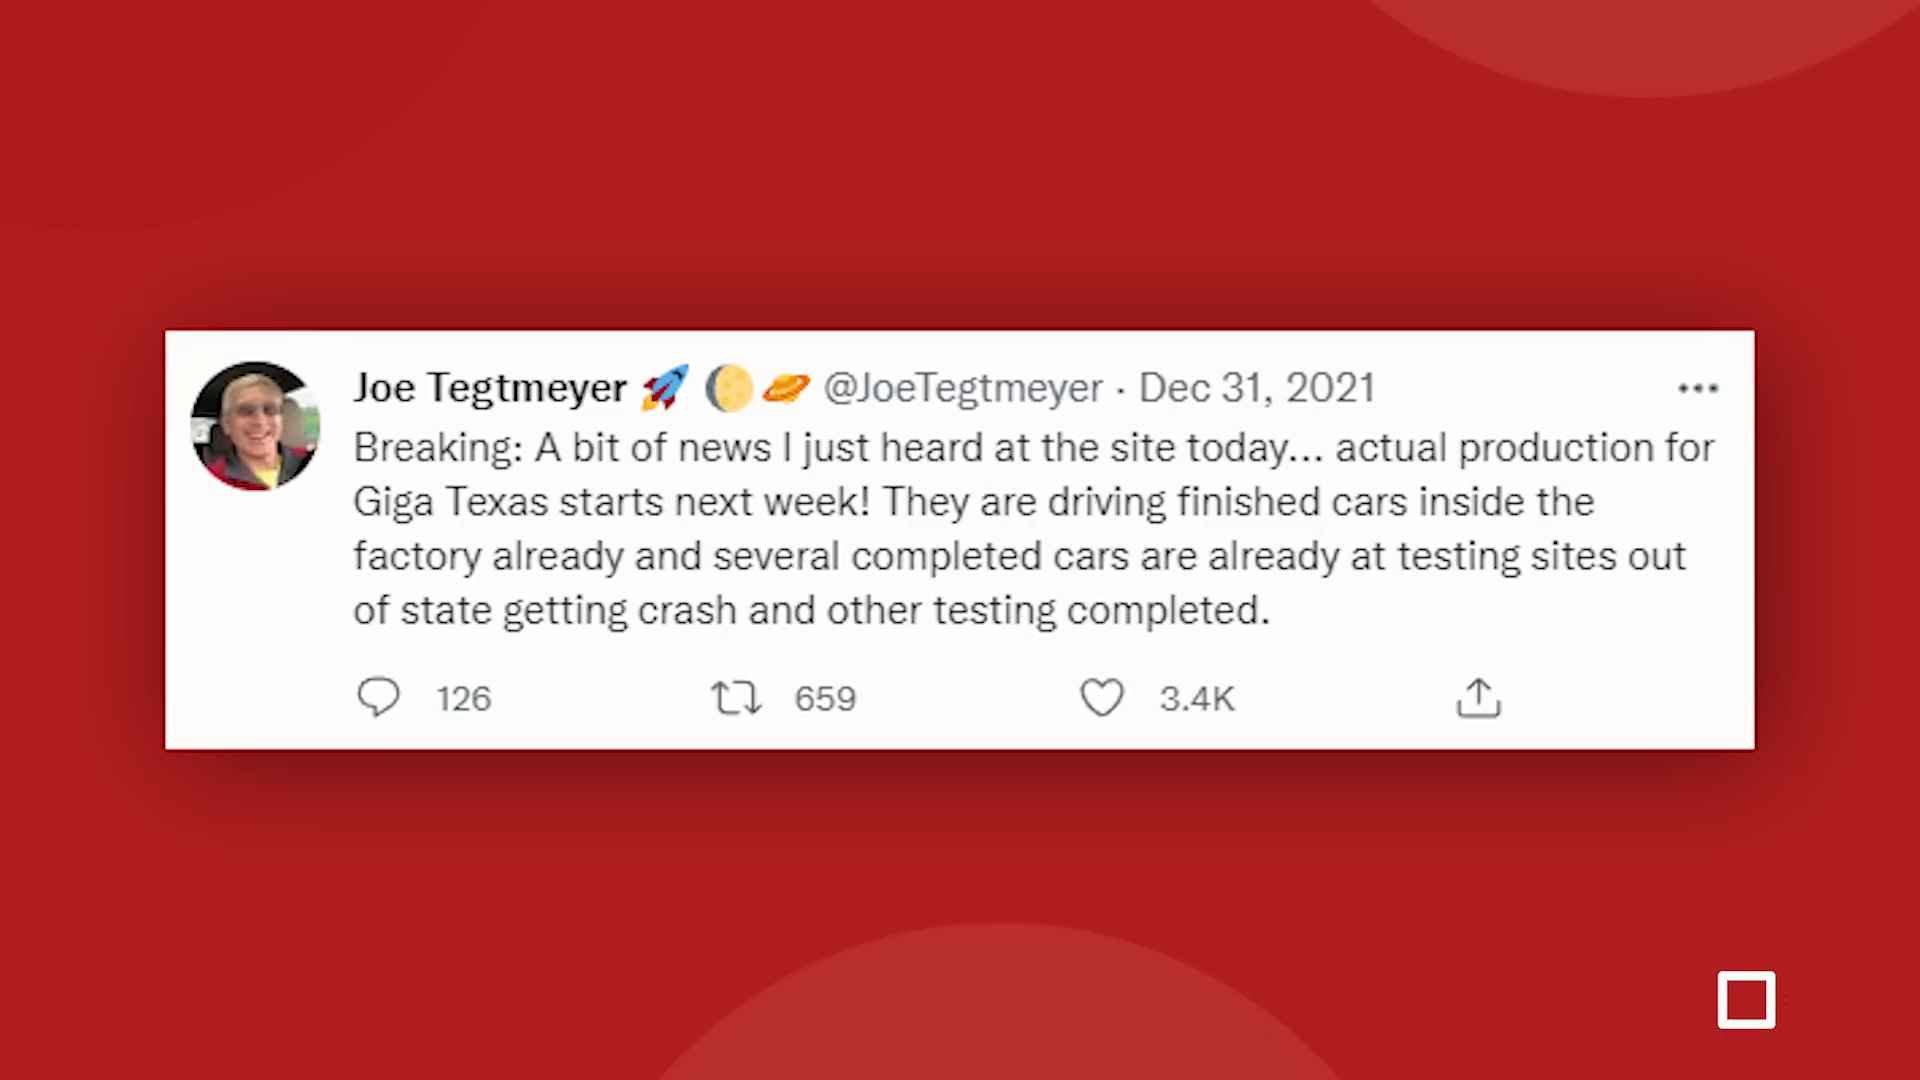 Joe Tegtmeyer 🚀 🌔 🪐 @JoeTegtmeyer · Dec 31, 2021
Breaking: A bit of news I just heard at the site today... actual production for
Giga Texas starts next week! They are driving finished cars inside the
factory already and several completed cars are already at testing sites out
of state getting crash and other testing completed.
126 659 3.4K